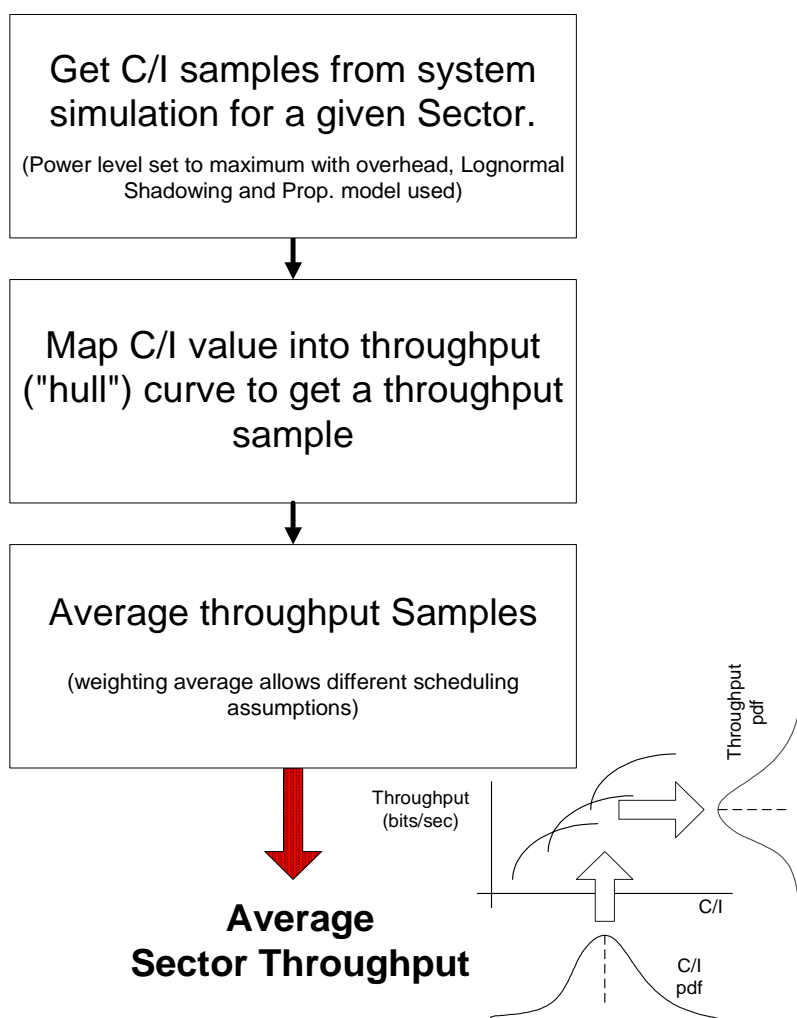 Get C/I samples from system
simulation for a given Sector.
(Power level set to maximum with overhead, Lognormal
Shadowing and Prop. model used)
Map C/I value into throughput
("hull") curve to get a throughput
sample
Average throughput Samples
(weighting average allows different scheduling
assumptions)
Average
Sector Throughput
Throughput
(bits/sec)
C/I
Throughput
pdf
C/I
pdf